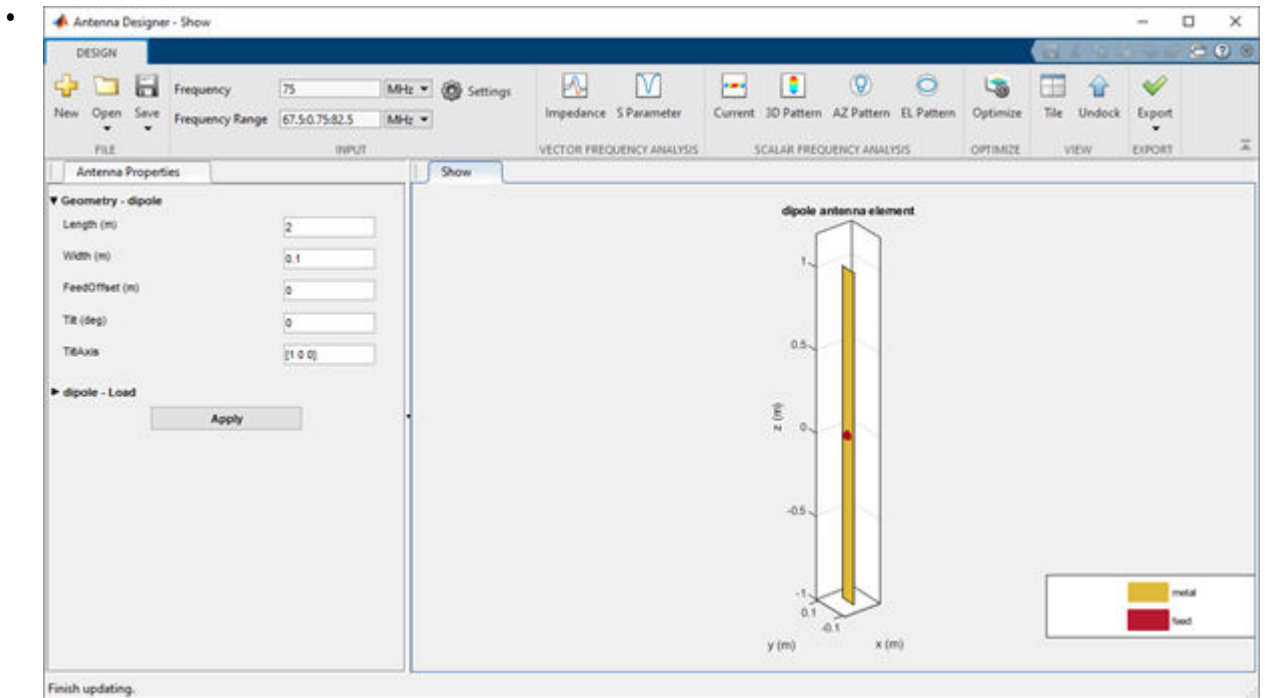 Antenna Designer - Show
DESIGN
New Open Save
FILE
Frequency 75 MHz
Frequency Range 67.5:0.75:82.5 MHz
Settings
INPUT
Impedance S Parameter
VECTOR FREQUENCY ANALYSIS
Current 3D Pattern AZ Pattern EL Pattern
SCALAR FREQUENCY ANALYSIS
Optimize
OPTIMIZE
Tile Undock
VIEW
Export
EXPORT
Antenna Properties
Geometry - dipole
Length (m) 2
Width (m) 0.1
FeedOffset (m) 0
Tilt (deg) 0
TiltAxis [1 0 0]
dipole - Load
Apply
Show
dipole antenna element
1
0.5
z (m)
0
-0.5
-1
0.1
-0.1
y (m) x (m)
metal
feed
Finish updating.